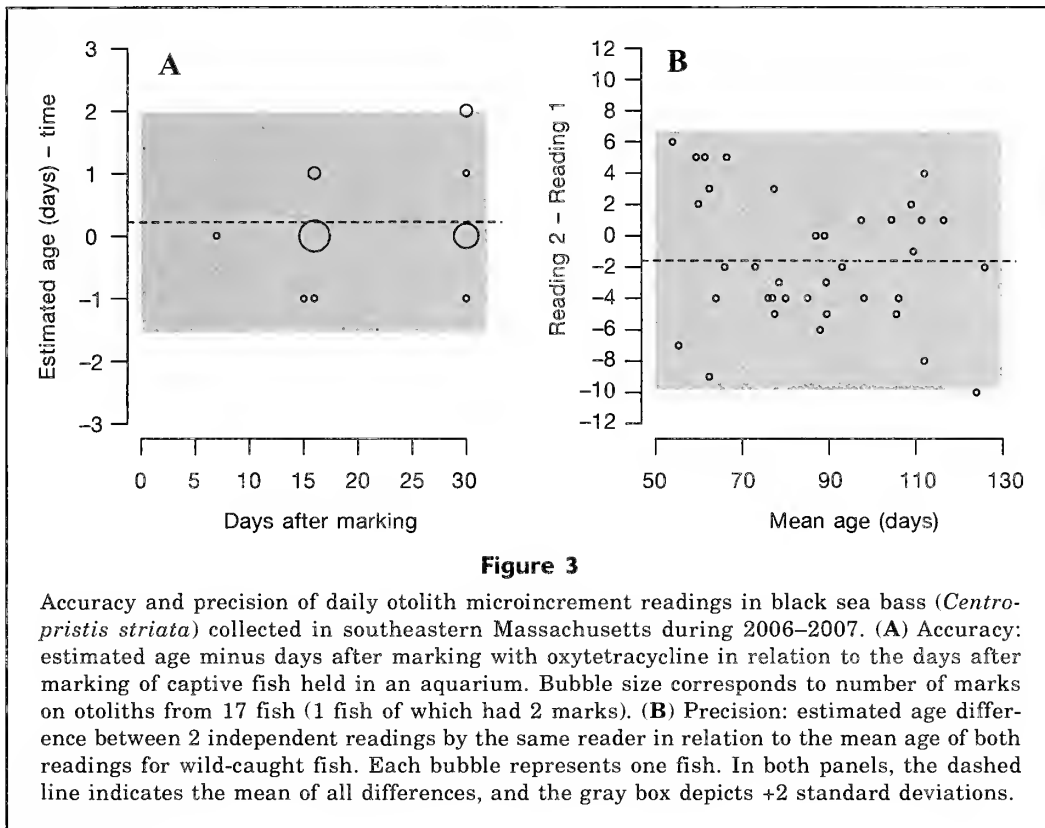 A
3
2
1
0
−1
−2
−3
Estimated age (days) – time
0 5 10 15 20 25 30
Days after marking
B
12
10
8
6
4
2
0
−2
−4
−6
−8
−10
−12
Reading 2 – Reading 1
50 70 90 110 130
Mean age (days)
Figure 3
Accuracy and precision of daily otolith microincrement readings in black sea bass (Centro-
pristis striata) collected in southeastern Massachusetts during 2006–2007. (A) Accuracy:
estimated age minus days after marking with oxytetracycline in relation to the days after
marking of captive fish held in an aquarium. Bubble size corresponds to number of marks
on otoliths from 17 fish (1 fish of which had 2 marks). (B) Precision: estimated age differ-
ence between 2 independent readings by the same reader in relation to the mean age of both
readings for wild-caught fish. Each bubble represents one fish. In both panels, the dashed
line indicates the mean of all differences, and the gray box depicts +2 standard deviations.